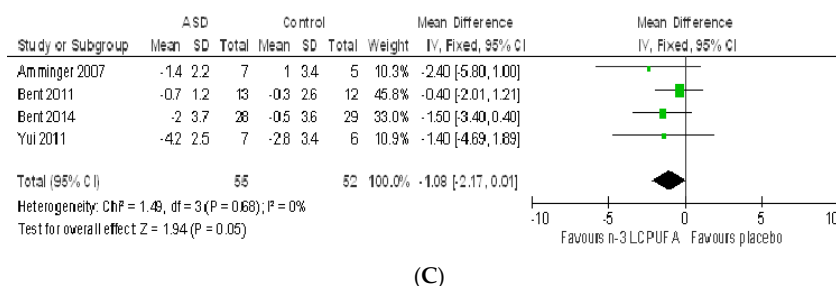 ASD Control Mean Difference Mean Difference
Study or Subgroup Mean SD Total Mean SD Total Weight IV, Fixed, 95% CI IV, Fixed, 95% CI
Amminger 2007 -1.4 2.2 7 1 3.4 5 10.3% -2.40 [-5.80, 1.00]
Bent 2011 -0.7 1.2 13 -0.3 2.6 12 45.8% -0.40 [-2.01, 1.21]
Bent 2014 -2 3.7 28 -0.5 3.6 29 33.0% -1.50 [-3.40, 0.40]
Yui 2011 -4.2 2.5 7 -2.8 3.4 6 10.9% -1.40 [-4.69, 1.89]
Total (95% CI) 55 52 100.0% -1.08 [-2.17, 0.01]
Heterogeneity: Chi² = 1.49, df = 3 (P = 0.68); I² = 0%
Test for overall effect: Z = 1.94 (P = 0.05)
-10 -5 0 5 10
Favours n-3 LCPUFA Favours placebo
(C)